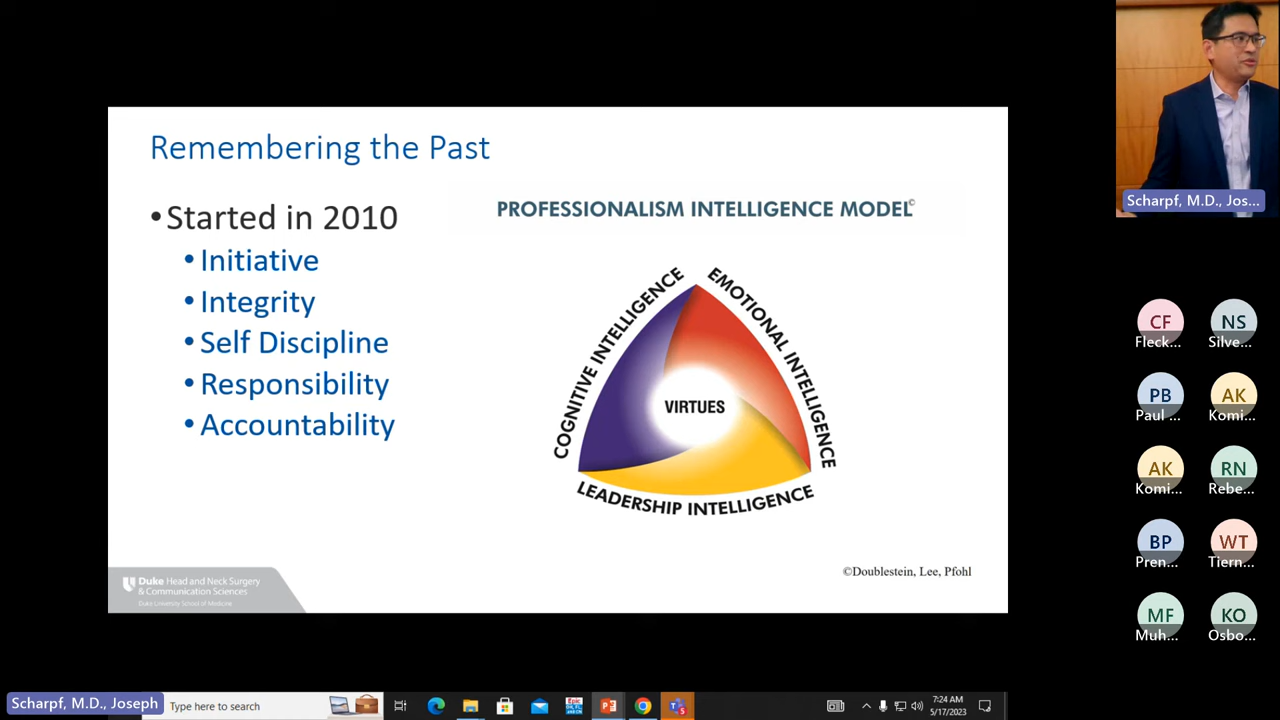 Remembering the Past
•Started in 2010
•Initiative
•Integrity
•Self Discipline
•Responsibility
•Accountability
PROFESSIONALISM INTELLIGENCE MODEL©
COGNITIVE INTELLIGENCE
EMOTIONAL INTELLIGENCE
VIRTUES
LEADERSHIP INTELLIGENCE
©Doublestein, Lee, Pfohl
Duke Head and Neck Surgery
& Communication Sciences
Duke University School of Medicine
Scharpf, M.D., Jos...
CF
Fleck...
NS
Silve...
PB
Paul ...
AK
Komi...
AK
Komi...
RN
Rebe...
BP
Pren...
WT
Tiern...
MF
Muh...
KO
Osbo...
Scharpf, M.D., Joseph
Type here to search
Epic
7:24 AM
5/17/2023